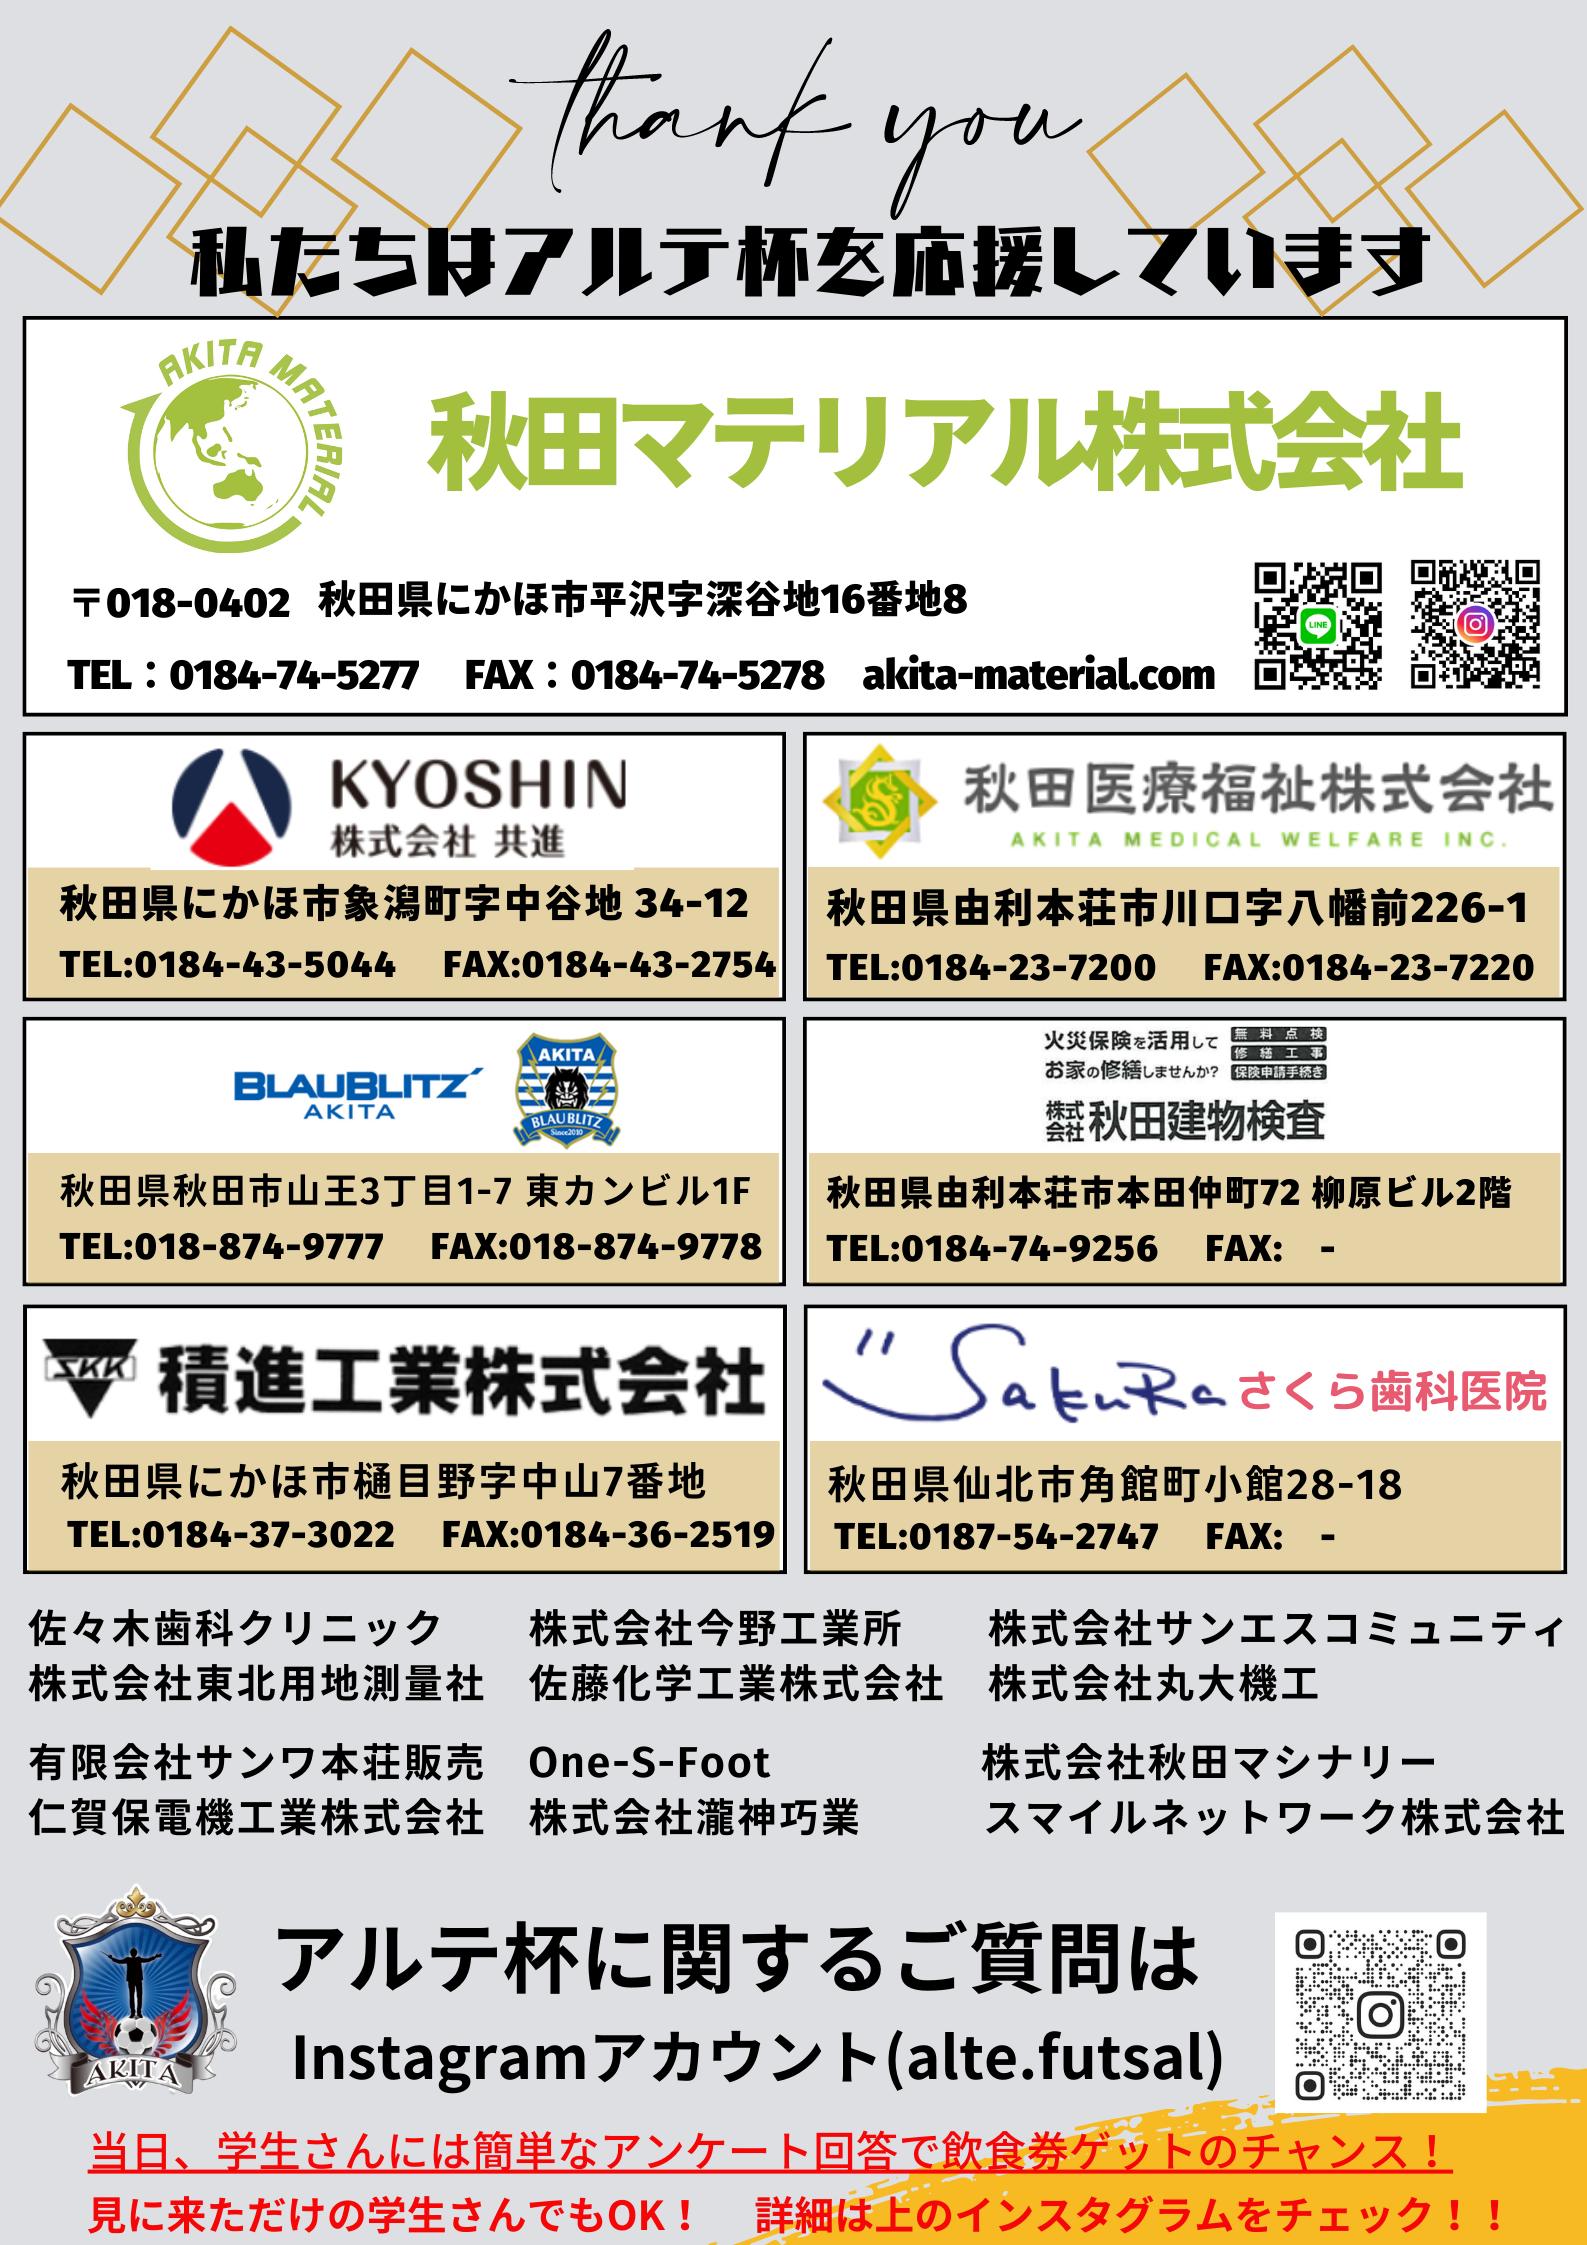 thank you
私たちはアルテ杯を応援しています
AKITA MATERIAL
秋田マテリアル株式会社
〒018-0402 秋田県にかほ市平沢字深谷地16番地8
TEL：0184-74-5277 FAX：0184-74-5278 akita-material.com
LINE
KYOSHIN
株式会社 共進
秋田県にかほ市象潟町字中谷地 34-12
TEL:0184-43-5044 FAX:0184-43-2754
秋田医療福祉株式会社
AKITA MEDICAL WELFARE INC.
秋田県由利本荘市川口字八幡前226-1
TEL:0184-23-7200 FAX:0184-23-7220
BLAUBLITZ
AKITA
AKITA
BLAUBLITZ
Since2010
秋田県秋田市山王3丁目1-7 東カンビル1F
TEL:018-874-9777 FAX:018-874-9778
火災保険を活用して
お家の修繕しませんか?
無料点検
修繕工事
保険申請手続き
株式会社 秋田建物検査
秋田県由利本荘市本田仲町72 柳原ビル2階
TEL:0184-74-9256 FAX: -
SKK 積進工業株式会社
秋田県にかほ市樋目野字中山7番地
TEL:0184-37-3022 FAX:0184-36-2519
SakuRa さくら歯科医院
秋田県仙北市角館町小館28-18
TEL:0187-54-2747 FAX: -
佐々木歯科クリニック 株式会社今野工業所 株式会社サンエスコミュニティ
株式会社東北用地測量社 佐藤化学工業株式会社 株式会社丸大機工
有限会社サンワ本荘販売 One-S-Foot 株式会社秋田マシナリー
仁賀保電機工業株式会社 株式会社瀧神巧業 スマイルネットワーク株式会社
AKITA
アルテ杯に関するご質問は
Instagramアカウント(alte.futsal)
当日、学生さんには簡単なアンケート回答で飲食券ゲットのチャンス！
見に来ただけの学生さんでもOK！ 詳細は上のインスタグラムをチェック！！